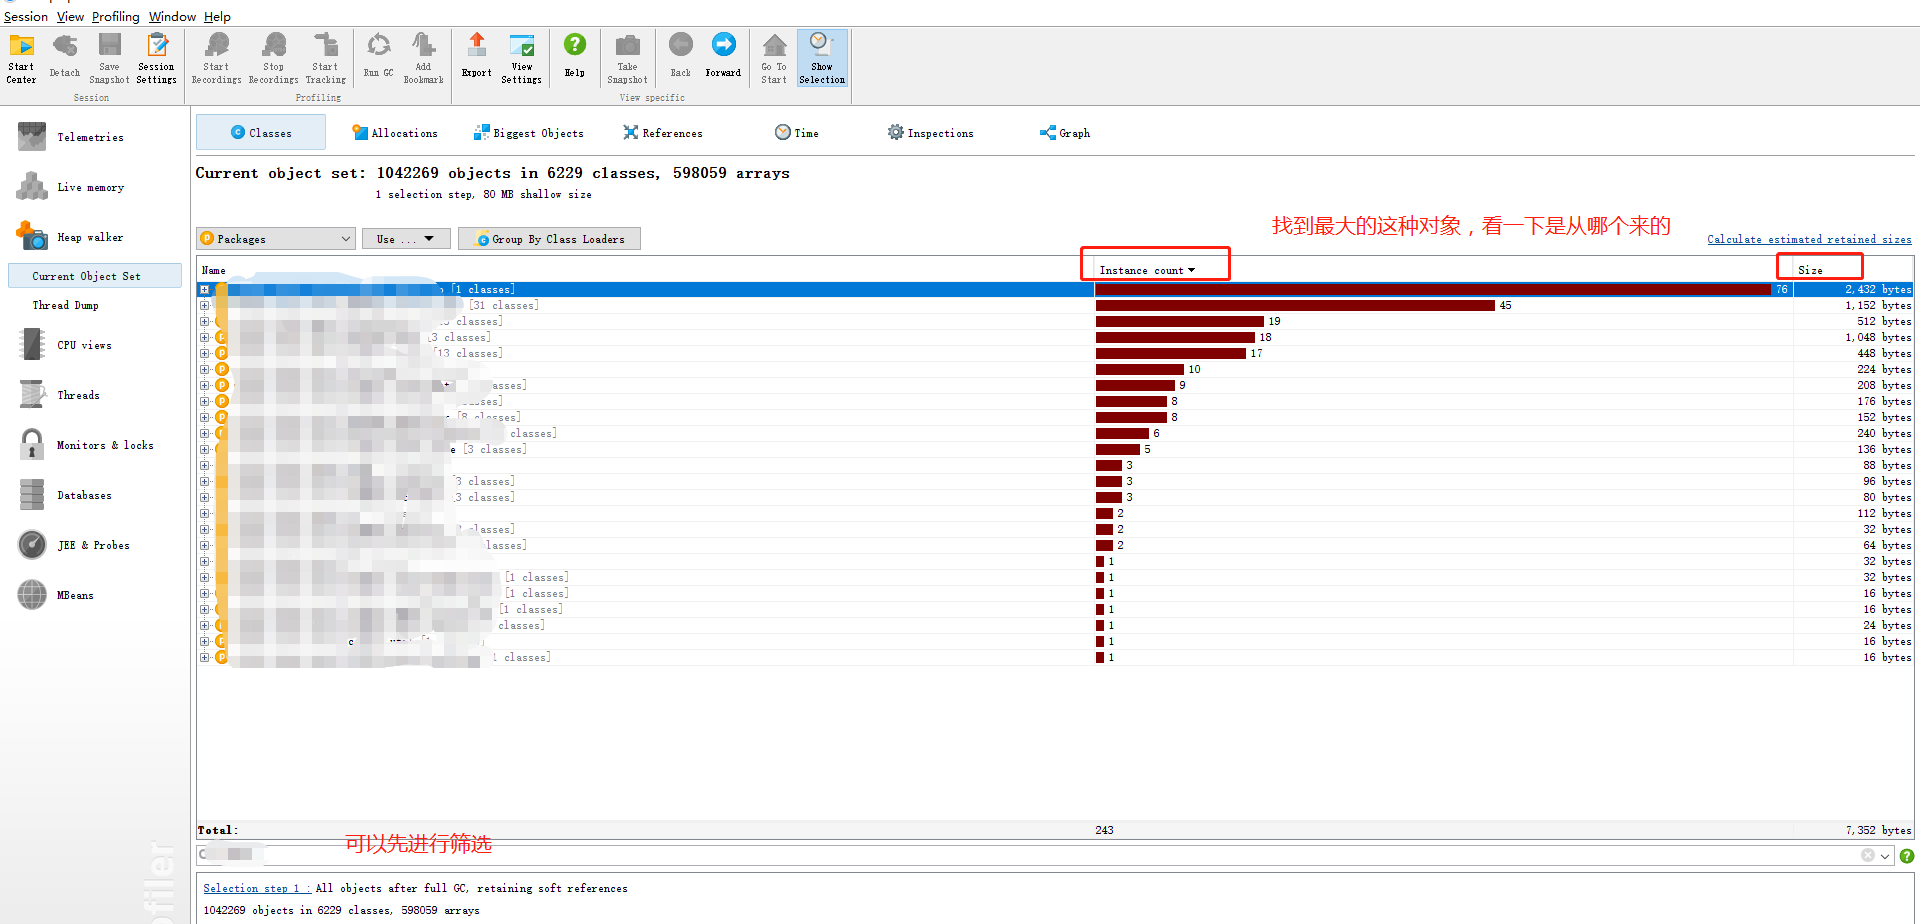 Session View Profiling Window Help
Start Center
Detach
Save Snapshot
Session Settings
Start Recordings
Stop Recordings
Start Tracking
Run GC
Add Bookmark
Export
View Settings
Help
Take Snapshot
Back
Forward
Go To Start
Show Selection
Session
Profiling
View specific
Telemetries
Live memory
Heap walker
Current Object Set
Thread Dump
CPU views
Threads
Monitors & locks
Databases
JEE & Probes
MBeans
Classes
Allocations
Biggest Objects
References
Time
Inspections
Graph
Current object set: 1042269 objects in 6229 classes, 598059 arrays
1 selection step, 80 MB shallow size
找到最大的这种对象，看一下是从哪个来的
Packages
Use ...
Group By Class Loaders
Calculate estimated retained sizes
Name Instance count Size
[1 classes] 76 2,432 bytes
[31 classes] 45 1,152 bytes
classes] 19 512 bytes
3 classes] 18 1,048 bytes
[13 classes] 17 448 bytes
10 224 bytes
classes] 9 208 bytes
classes] 8 176 bytes
[8 classes] 8 152 bytes
classes] 6 240 bytes
e [3 classes] 5 136 bytes
3 88 bytes
[3 classes] 3 96 bytes
3 classes] 3 80 bytes
2 112 bytes
classes] 2 32 bytes
classes] 2 64 bytes
1 32 bytes
[1 classes] 1 32 bytes
[1 classes] 1 16 bytes
[1 classes] 1 16 bytes
classes] 1 24 bytes
1 16 bytes
1 classes] 1 16 bytes
Total: 243 7,352 bytes
可以先进行筛选
Selection step 1 : All objects after full GC, retaining soft references
1042269 objects in 6229 classes, 598059 arrays
ofiler